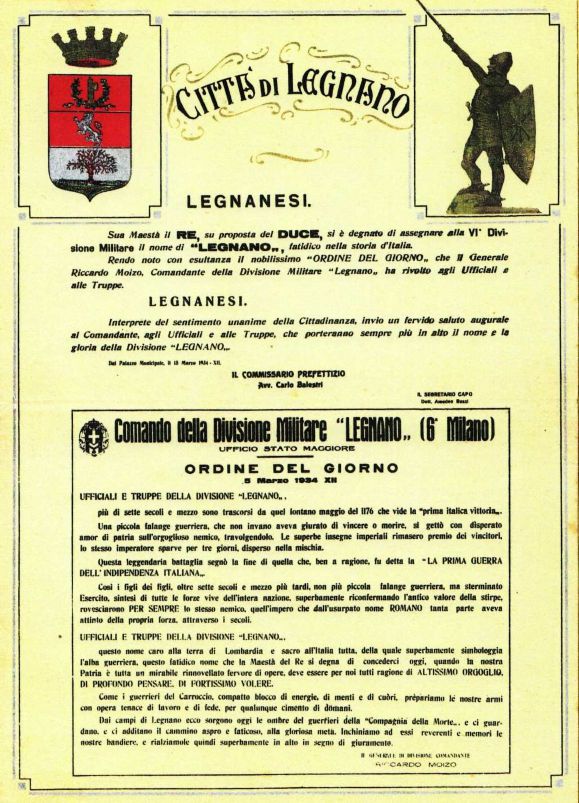 CITTÀ DI LEGNANO
LEGNANESI.
Sua Maestà il RE, su proposta del DUCE, si è degnato di assegnare alla VIª Divi-
sione Militare il nome di "LEGNANO„, fatidico nella storia d'Italia.
Rendo noto con esultanza il nobilissimo "ORDINE DEL GIORNO„ che il Generale
Riccardo Moizo, Comandante della Divisione Militare "Legnano„ ha rivolto agli Ufficiali e
alle Truppe.
LEGNANESI.
Interprete del sentimento unanime della Cittadinanza, invio un fervido saluto augurale
al Comandante, agli Ufficiali e alle Truppe, che porteranno sempre più in alto il nome e la
gloria della Divisione "LEGNANO„.
Dal Palazzo Municipale, li 15 Marzo 1934 - XII.
IL COMMISSARIO PREFETTIZIO
Avv. Carlo Balestri
IL SEGRETARIO CAPO
Dott. Amedeo Rossi
Comando della Divisione Militare "LEGNANO„ (6ª Milano)
UFFICIO STATO MAGGIORE
ORDINE DEL GIORNO
5 Marzo 1934 XII
UFFICIALI E TRUPPE DELLA DIVISIONE "LEGNANO„,
più di sette secoli e mezzo sono trascorsi da quel lontano maggio del 1176 che vide la "prima italica vittoria„.
Una piccola falange guerriera, che non invano aveva giurato di vincere o morire, si gettò con disperato
amor di patria sull'orgoglioso nemico, travolgendolo. Le superbe insegne imperiali rimasero premio dei vincitori,
lo stesso imperatore sparve per tre giorni, disperso nella mischia.
Questa leggendaria battaglia segnò la fine di quella che, ben a ragione, fu detta la "LA PRIMA GUERRA
DELL'INDIPENDENZA ITALIANA„.
Così i figli dei figli, oltre sette secoli e mezzo più tardi, non più piccola falange guerriera, ma sterminato
Esercito, sintesi di tutte le forze vive dell'intera nazione, superbamente riconfermando l'antico valore della stirpe,
rovesciarono PER SEMPRE lo stesso nemico, quell'impero che dall'usurpato nome ROMANO tanta parte aveva
attinto della propria forza, attraverso i secoli.
UFFICIALI E TRUPPE DELLA DIVISIONE "LEGNANO„,
questo nome caro alla terra di Lombardia e sacro all'Italia tutta, della quale superbamente simboleggia
l'alba guerriera, questo fatidico nome che la Maestà del Re si degna di concederci oggi, quando la nostra
Patria è tutta un mirabile rinnovellato fervore di opere, deve essere per noi tutti ragione di ALTISSIMO ORGOGLIO,
DI PROFONDO PENSARE, DI FORTISSIMO VOLERE.
Come i guerrieri del Carroccio, compatto blocco di energie, di menti e di cuòri, prepariamo le nostre armi
con opera tenace di lavoro e di fede, per qualunque cimento di domani.
Dai campi di Legnano ecco sorgono oggi le ombre dei guerrieri della "Compagnia della Morte„, e ci guar-
dano, e ci additano il cammino aspro e faticoso, alla gloriosa metà. Inchiniamo ad essi reverenti e memori le
nostre bandiere, e rialziamole quindi superbamente in alto in segno di giuramento.
IL GENERALE DI DIVISIONE COMANDANTE
RICCARDO MOIZO